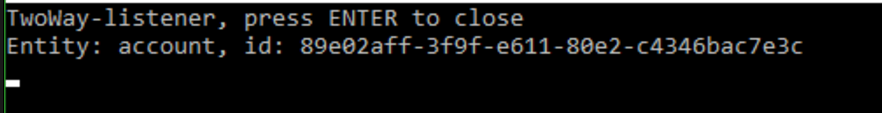 TwoWay-listener, press ENTER to close
Entity: account, id: 89e02aff-3f9f-e611-80e2-c4346bac7e3c